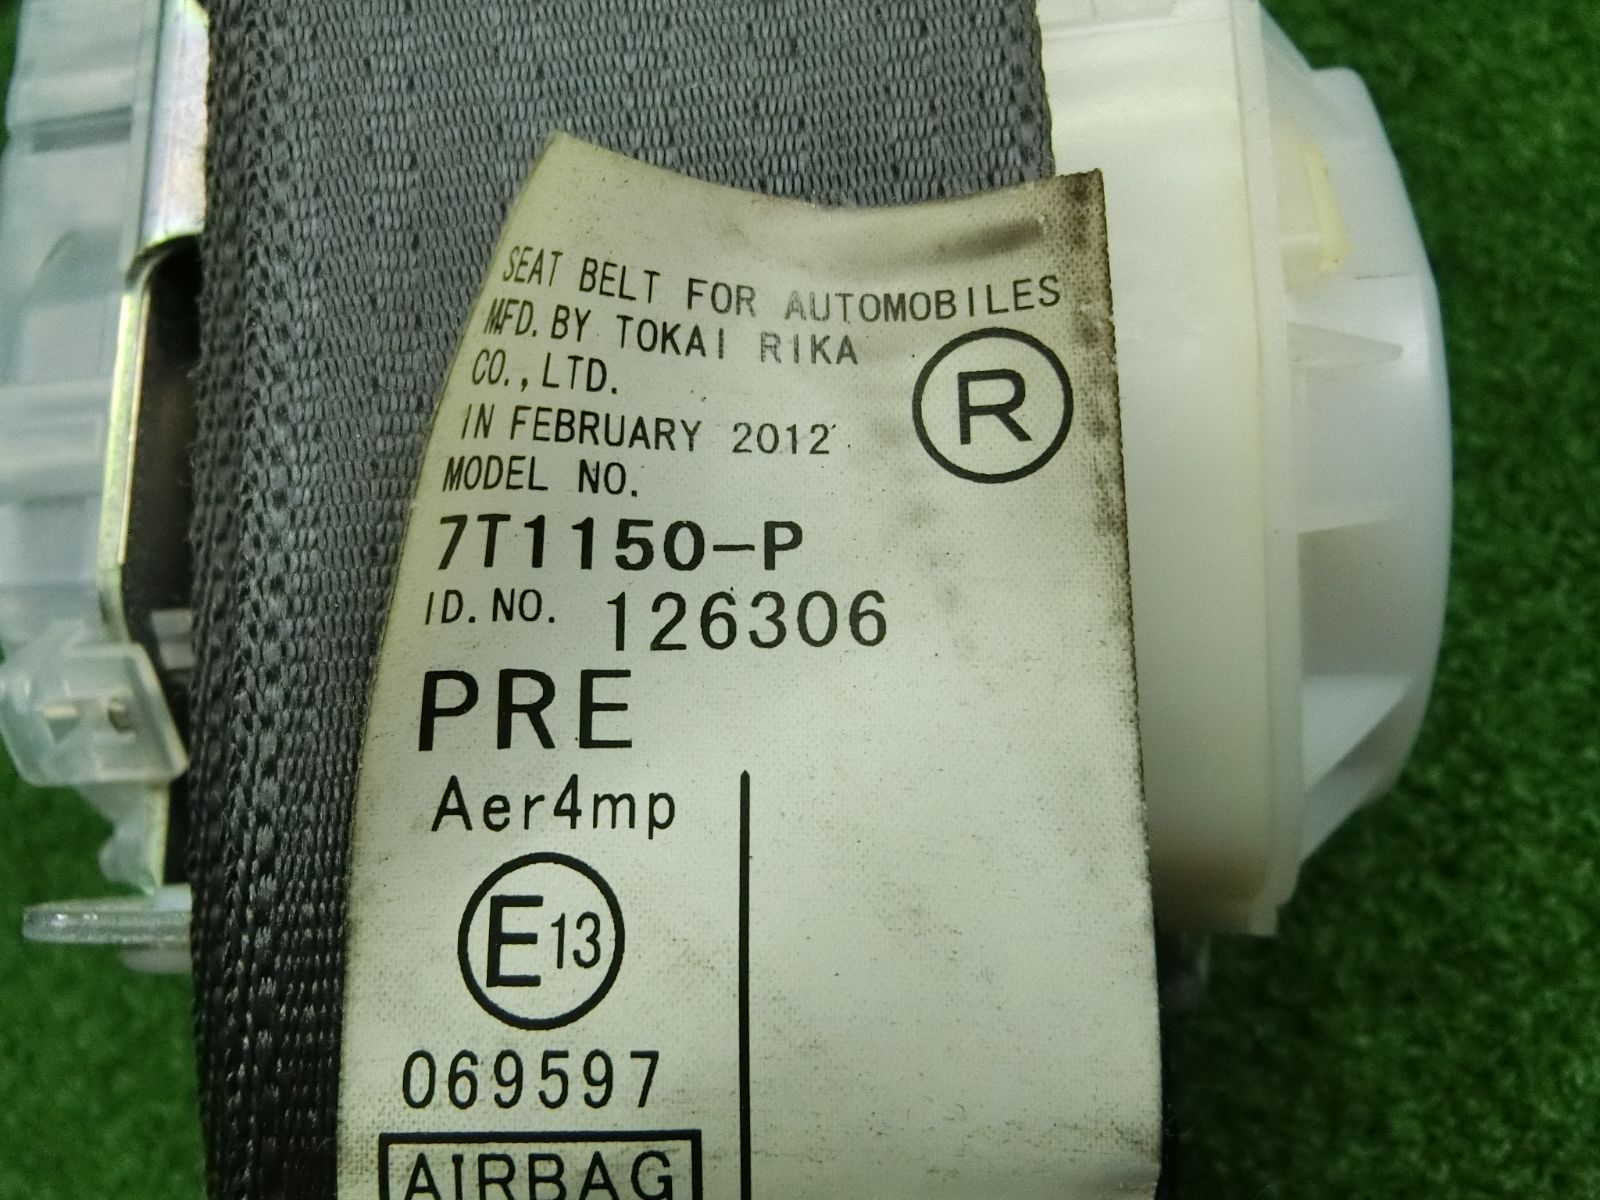 SEAT BELT FOR AUTOMOBILES
MFD. BY TOKAI RIKA
CO., LTD.
IN FEBRUARY 2012
R
MODEL NO.
7T1150-P
ID. NO. 126306
PRE
Aer4mp
E13
069597
AIRBAG